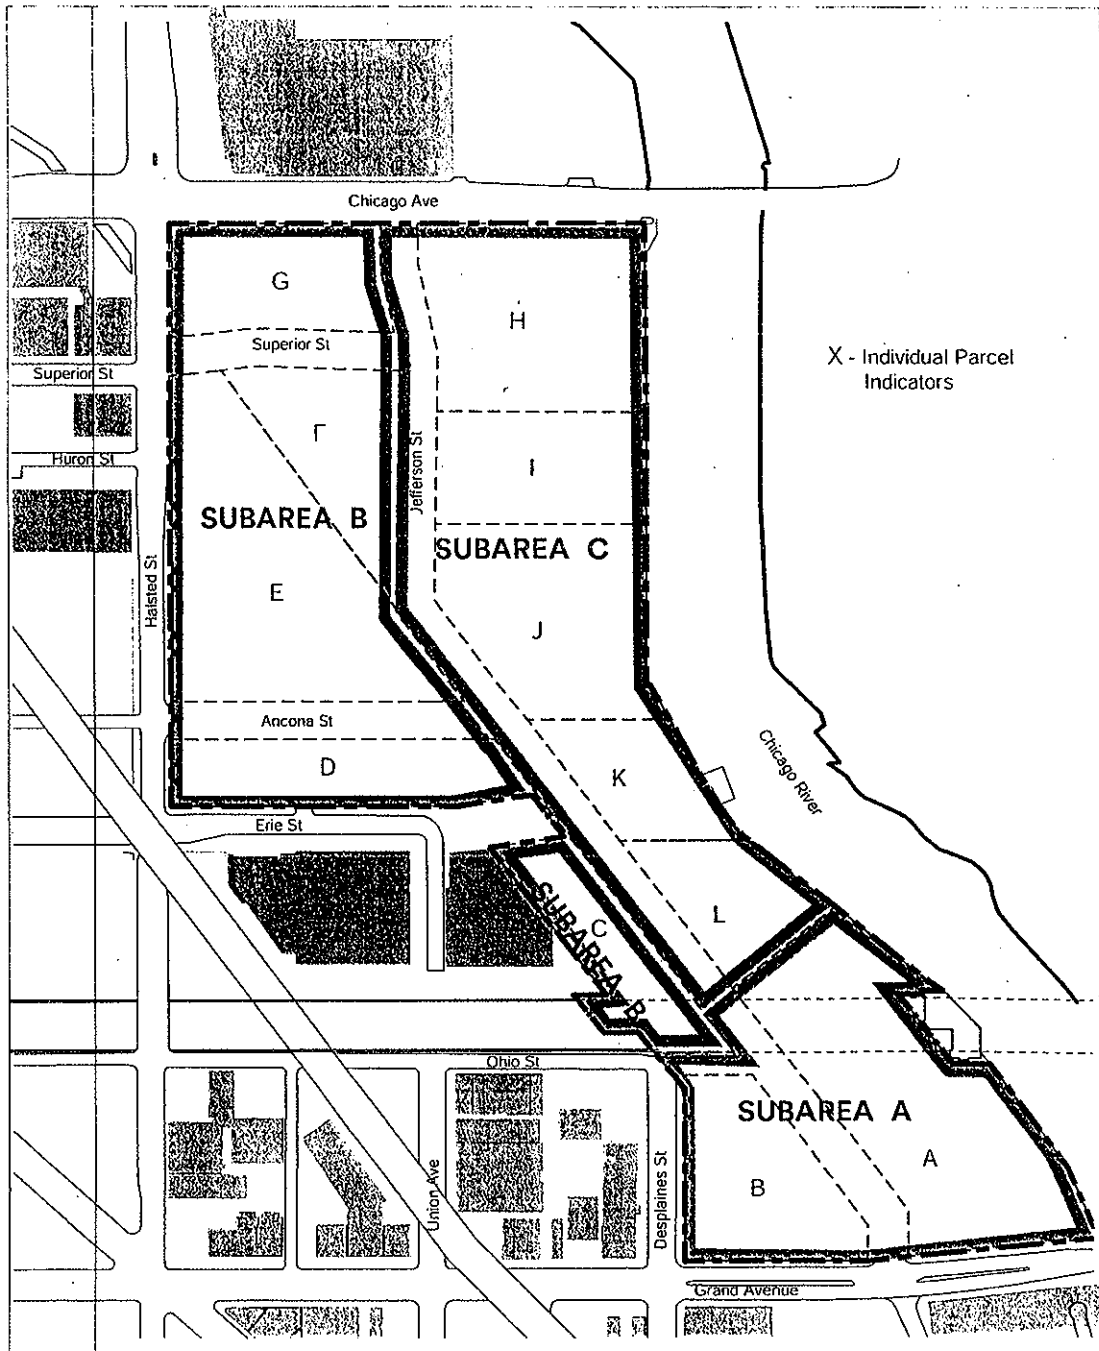 Chicago Ave
G
H
Superior St
X - Individual Parcel
Indicators
Superior St
F
Jefferson St
Huron St
I
SUBAREA B
SUBAREA C
Halsted St
E
J
Ancona St
Chicago River
D
K
Erie St
SUBAREA B
C
L
Ohio St
SUBAREA A
A
B
Union Ave
Desplaines St
Grand Avenue